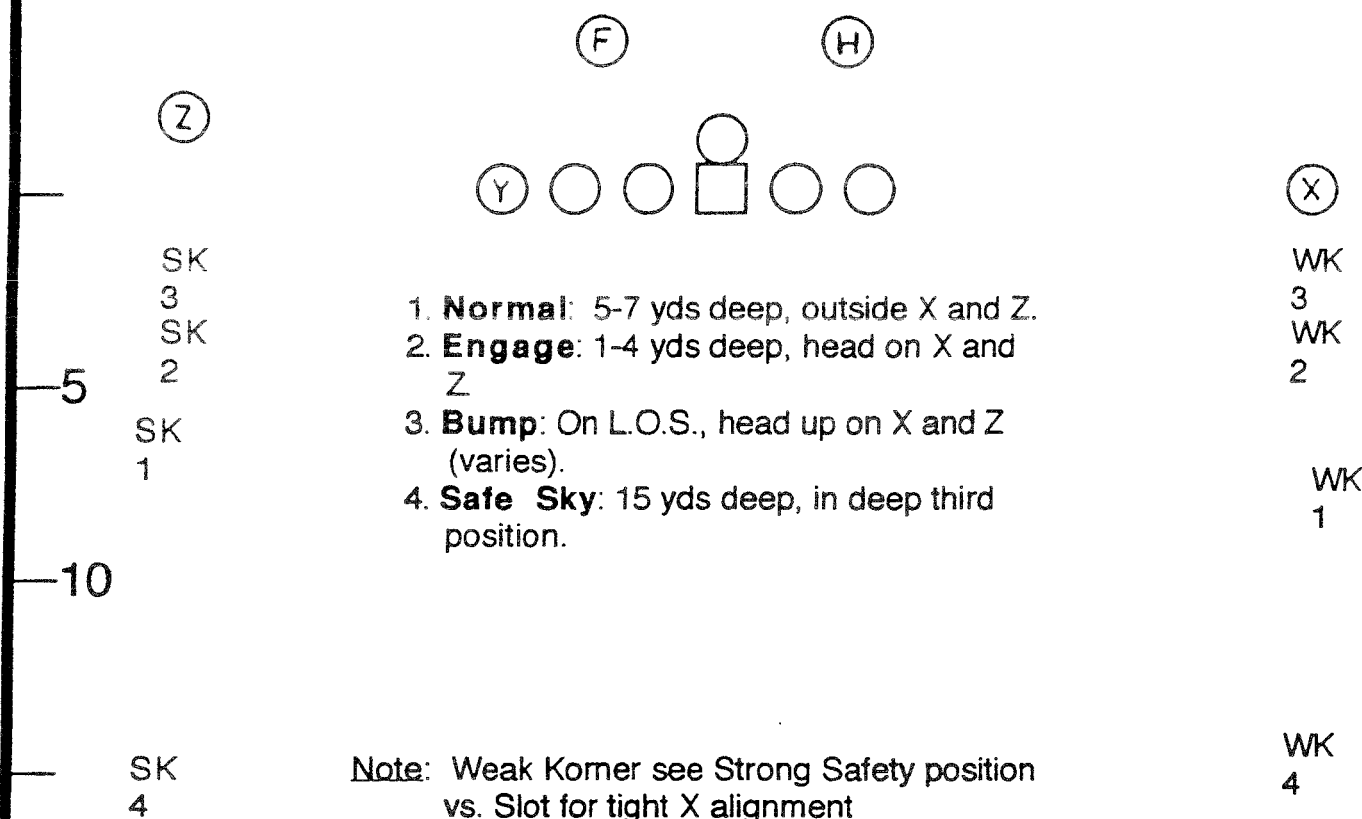 F H
Z
Y X
SK WK
3 3
1. Normal: 5-7 yds deep, outside X and Z.
SK WK
2. Engage: 1-4 yds deep, head on X and
2 2
Z
5
3. Bump: On L.O.S., head up on X and Z
SK
(varies).
1
WK
4. Safe Sky: 15 yds deep, in deep third
1
position.
10
WK
SK
4
Note: Weak Korner see Strong Safety position
4
vs. Slot for tight X alignment